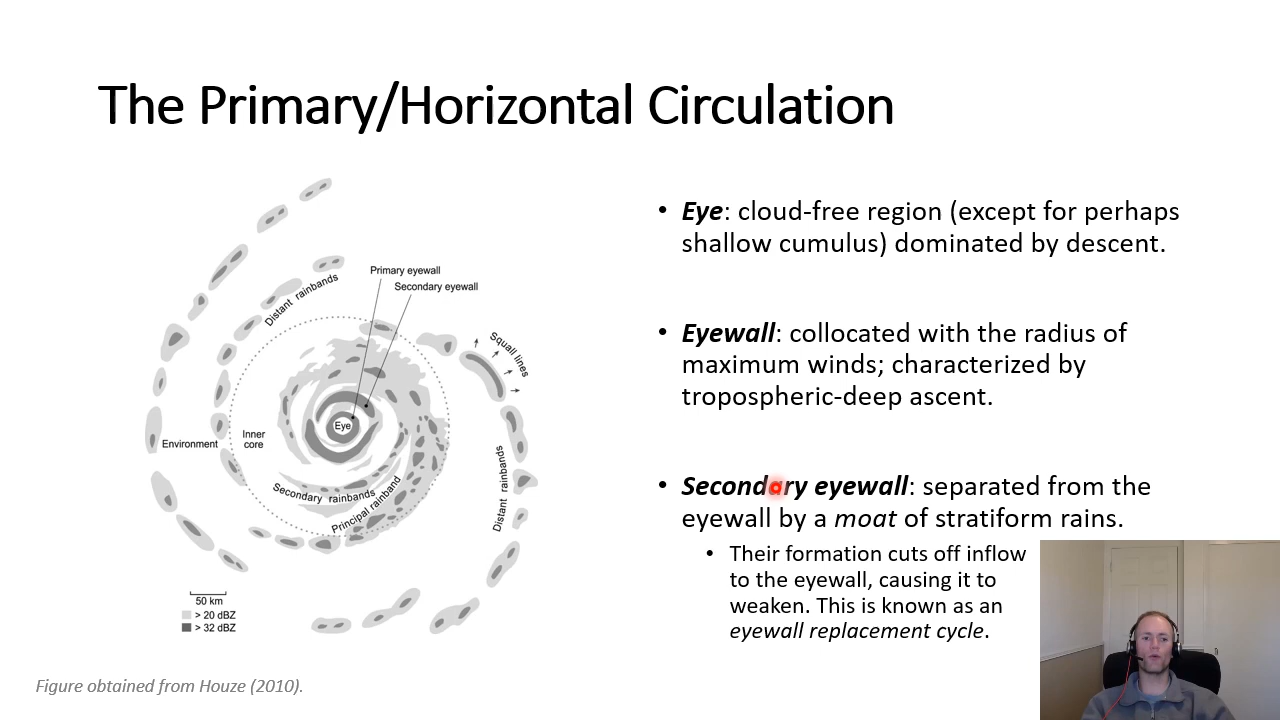 The Primary/Horizontal Circulation
Primary eyewall
Secondary eyewall
Distant rainbands
Squall lines
Eye
Environment
Inner
core
Secondary rainbands
Principal rainband
Distant rainbands
50 km
> 20 dBZ
> 32 dBZ
• Eye: cloud-free region (except for perhaps
shallow cumulus) dominated by descent.
• Eyewall: collocated with the radius of
maximum winds; characterized by
tropospheric-deep ascent.
• Secondary eyewall: separated from the
eyewall by a moat of stratiform rains.
• Their formation cuts off inflow
to the eyewall, causing it to
weaken. This is known as an
eyewall replacement cycle.
Figure obtained from Houze (2010).